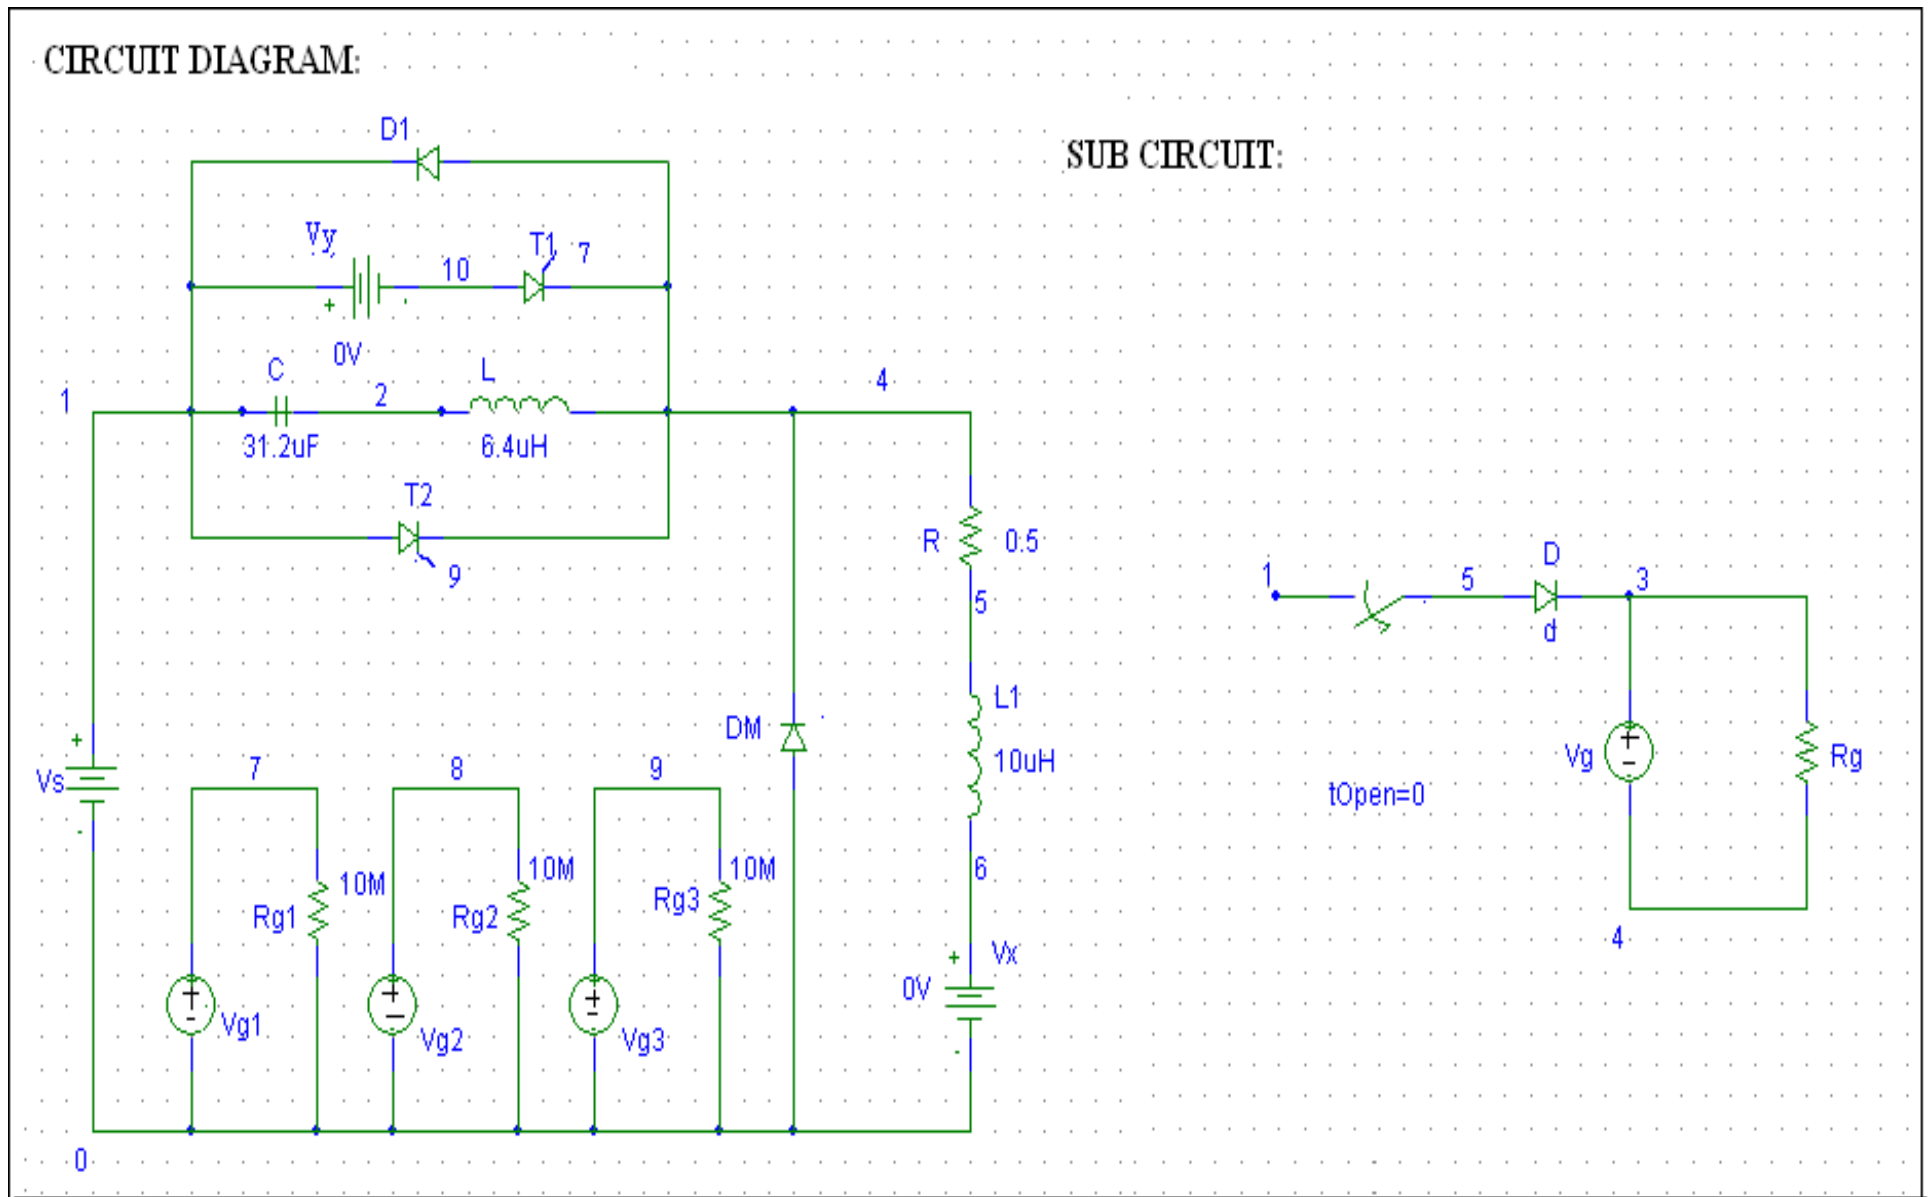 CIRCUIT DIAGRAM:
SUB CIRCUIT:
D1
Vy
10
T1
7
+
0V
C
2
L
4
1
31.2uF
6.4uH
T2
9
R
0.5
5
1
5
D
3
d
L1
10uH
DM
+
Vs
7
8
9
tOpen=0
Vg
+
-
Rg
10M
10M
10M
Rg1
Rg2
Rg3
6
4
+
Vx
0V
+
-
Vg1
+
-
Vg2
+
-
Vg3
0